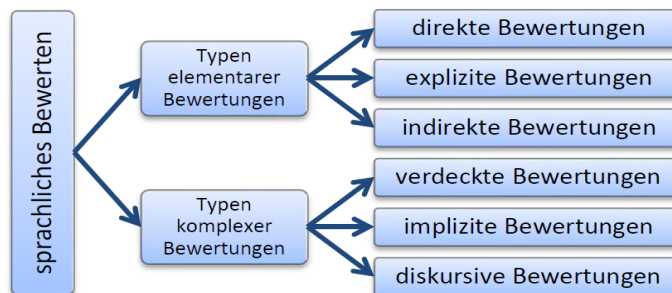 sprachliches Bewerten
Typen
elementarer
Bewertungen
direkte Bewertungen
explizite Bewertungen
indirekte Bewertungen
Typen
komplexer
Bewertungen
verdeckte Bewertungen
implizite Bewertungen
diskursive Bewertungen